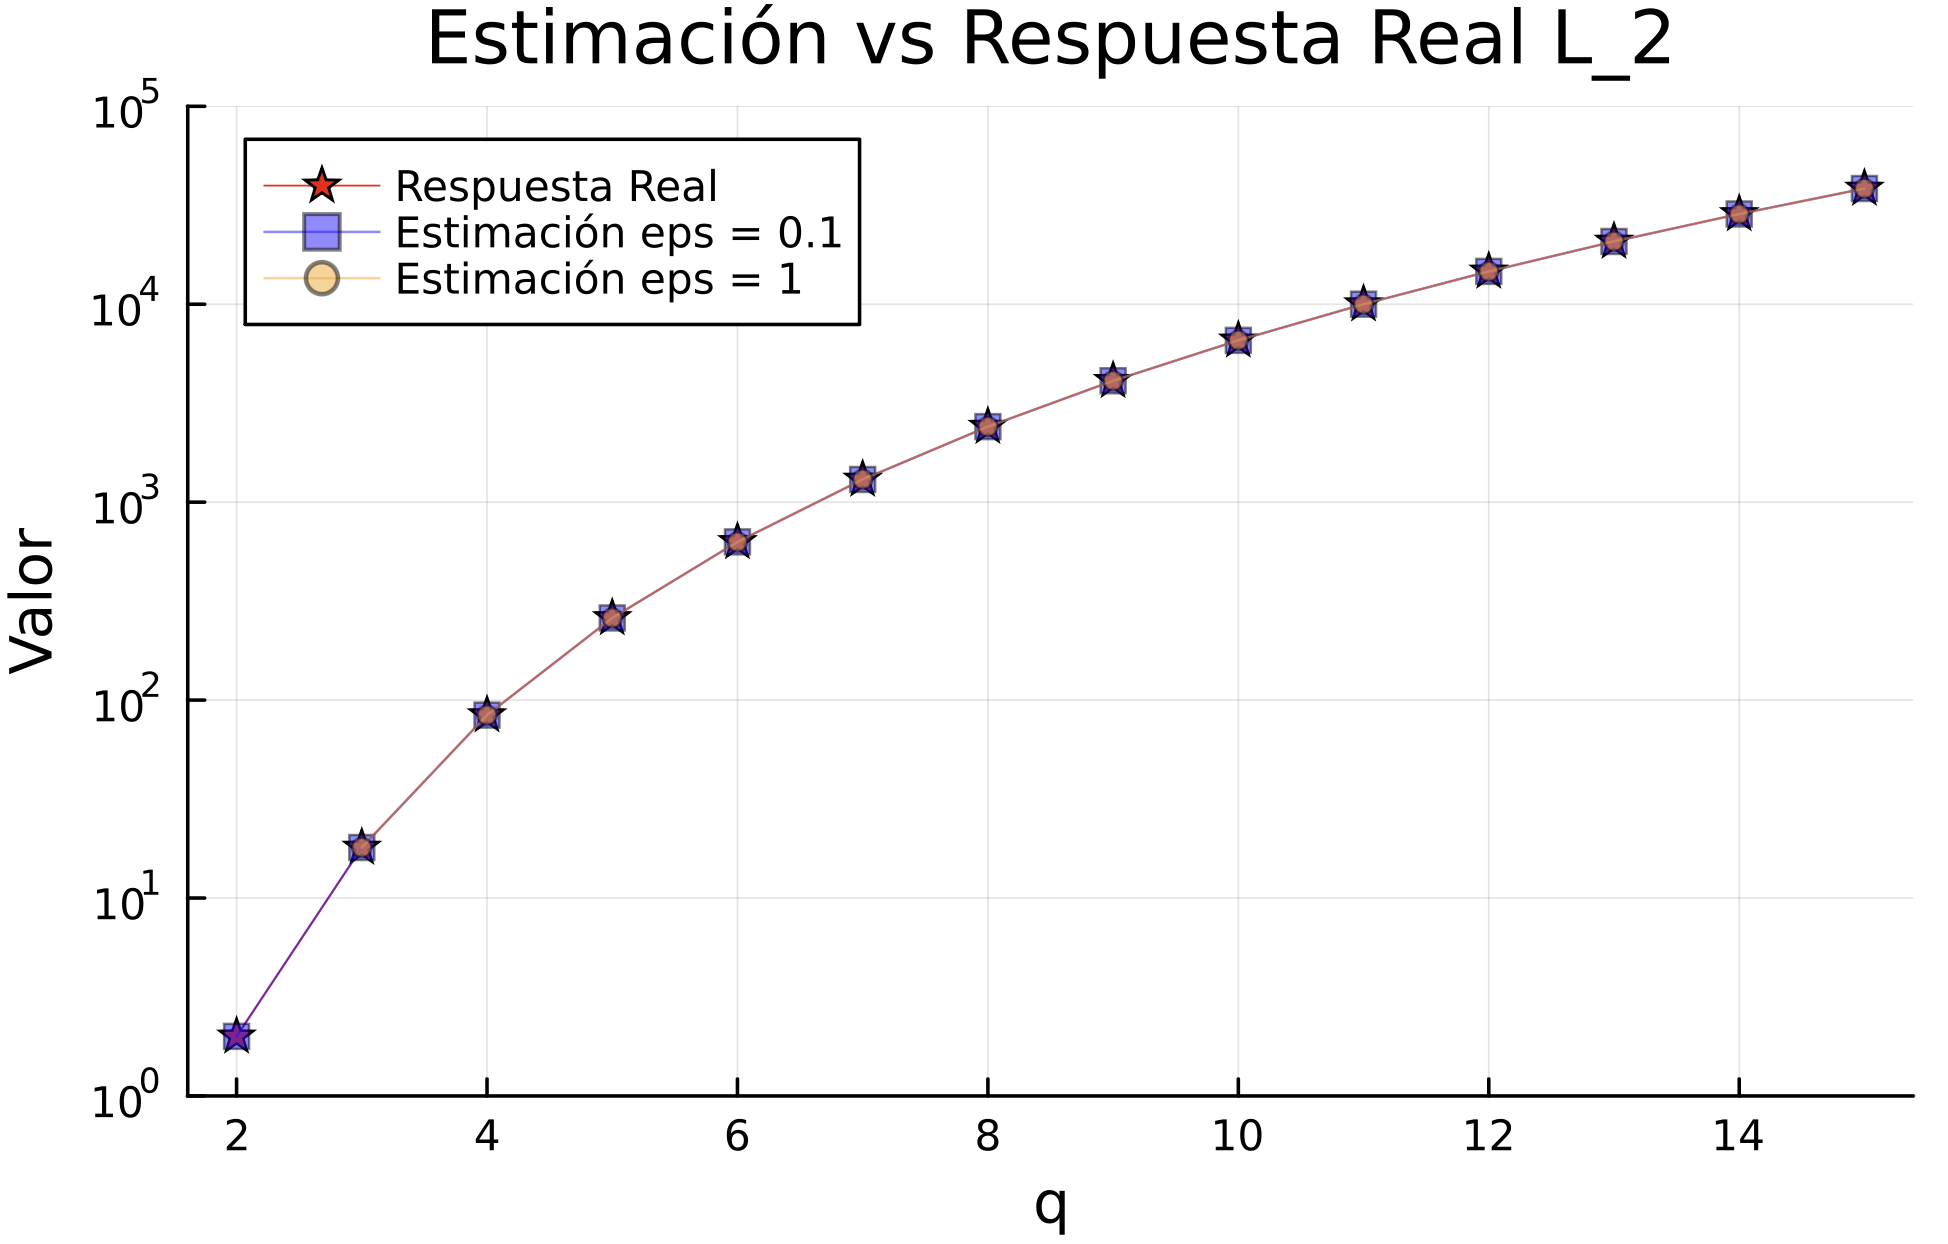 Estimación vs Respuesta Real L_2
10^5
10^4
10^3
10^2
10^1
10^0
Valor
Respuesta Real
Estimación eps = 0.1
Estimación eps = 1
2 4 6 8 10 12 14
q